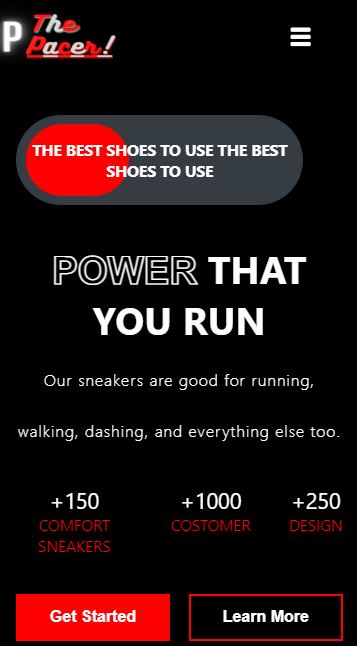 P The
Pacer!
THE BEST SHOES TO USE THE BEST
SHOES TO USE
POWER THAT
YOU RUN
Our sneakers are good for running,
walking, dashing, and everything else too.
+150 +1000 +250
COMFORT COSTOMER DESIGN
SNEAKERS
Get Started Learn More